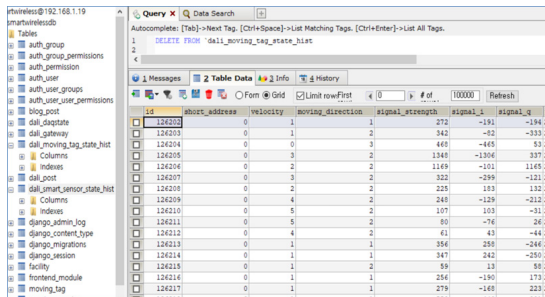 rtwireless@192.168.1.19
smartwirelessdb
Tables
auth_group
auth_group_permissions
auth_permission
auth_user
auth_user_groups
auth_user_user_permissions
blog_post
dali_daqstate
dali_gateway
dali_moving_tag_state_hist
Columns
Indexes
dali_post
dali_smart_sensor_state_hist
Columns
Indexes
django_admin_log
django_content_type
django_migrations
django_session
facility
frontend_module
moving_tag
Query Data Search
Autocomplete: [Tab]->Next Tag. [Ctrl+Space]->List Matching Tags. [Ctrl+Enter]->List All Tags.
1 DELETE FROM `dali_moving_tag_state_hist
2
1 Messages 2 Table Data 3 Info 4 History
Form Grid Limit rows First 0 # of 100000 Refresh
id short_address velocity moving_direction signal_strength signal_i signal_q
126202 0 1 1 272 -191 -194
126203 0 1 2 342 -82 -333
126204 0 0 3 468 -465 53
126205 0 3 2 1348 -1306 337
126206 0 2 2 1169 -101 1165
126207 0 3 2 322 -299 -121
126208 0 2 2 225 183 132
126209 0 4 2 248 -129 -212
126210 0 5 2 107 103 -31
126211 0 5 2 80 -76 26
126212 0 4 2 61 43 -44
126213 0 1 1 356 258 -246
126214 0 1 1 347 242 -250
126215 0 1 2 59 13 58
126216 0 1 1 256 -190 173
126217 0 1 1 279 -168 223